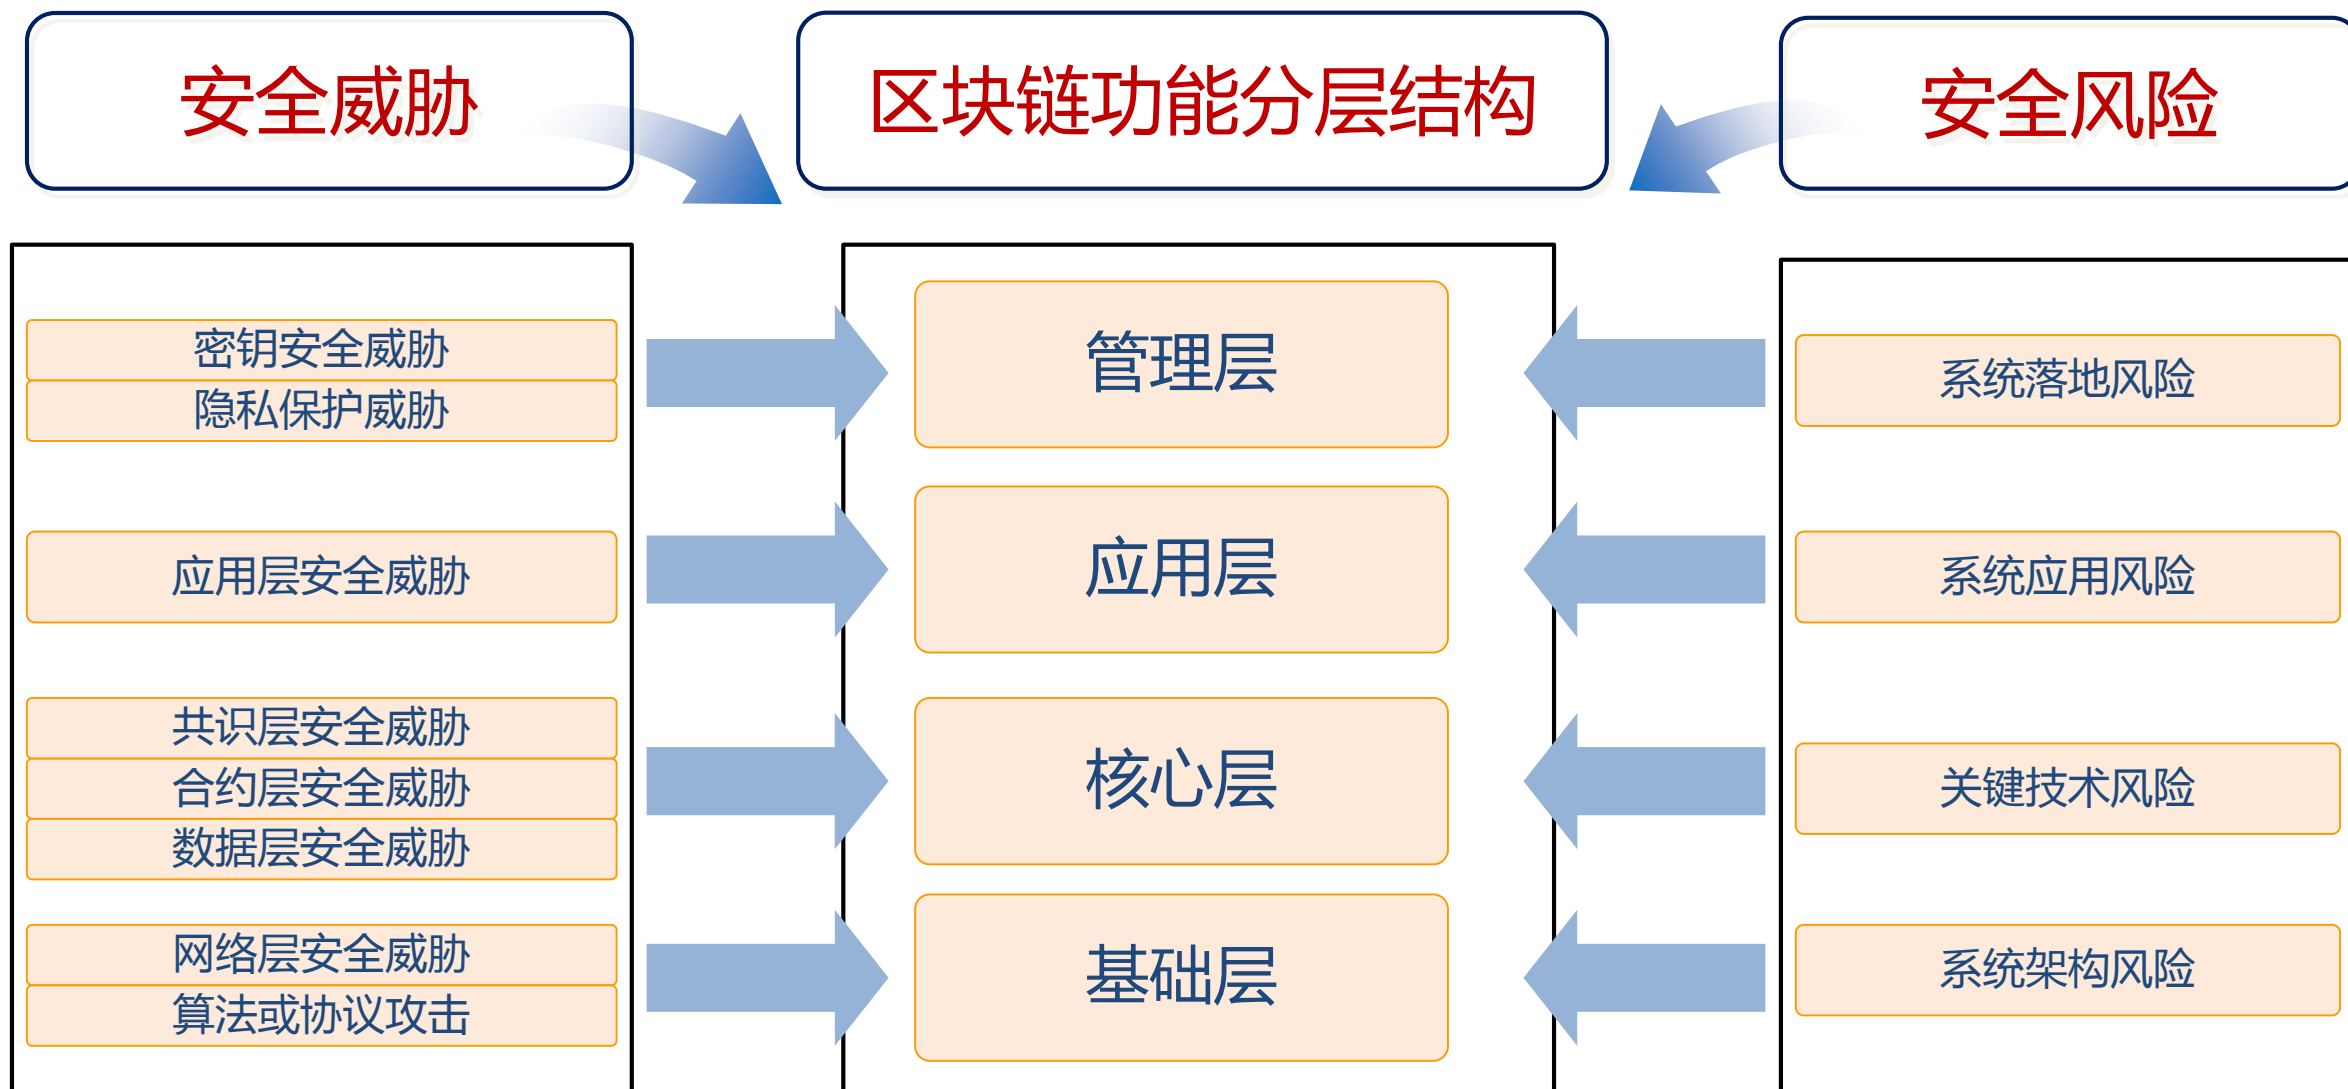 安全威胁
区块链功能分层结构
安全风险
密钥安全威胁
隐私保护威胁
管理层
系统落地风险
应用层安全威胁
应用层
系统应用风险
共识层安全威胁
合约层安全威胁
数据层安全威胁
核心层
关键技术风险
网络层安全威胁
算法或协议攻击
基础层
系统架构风险